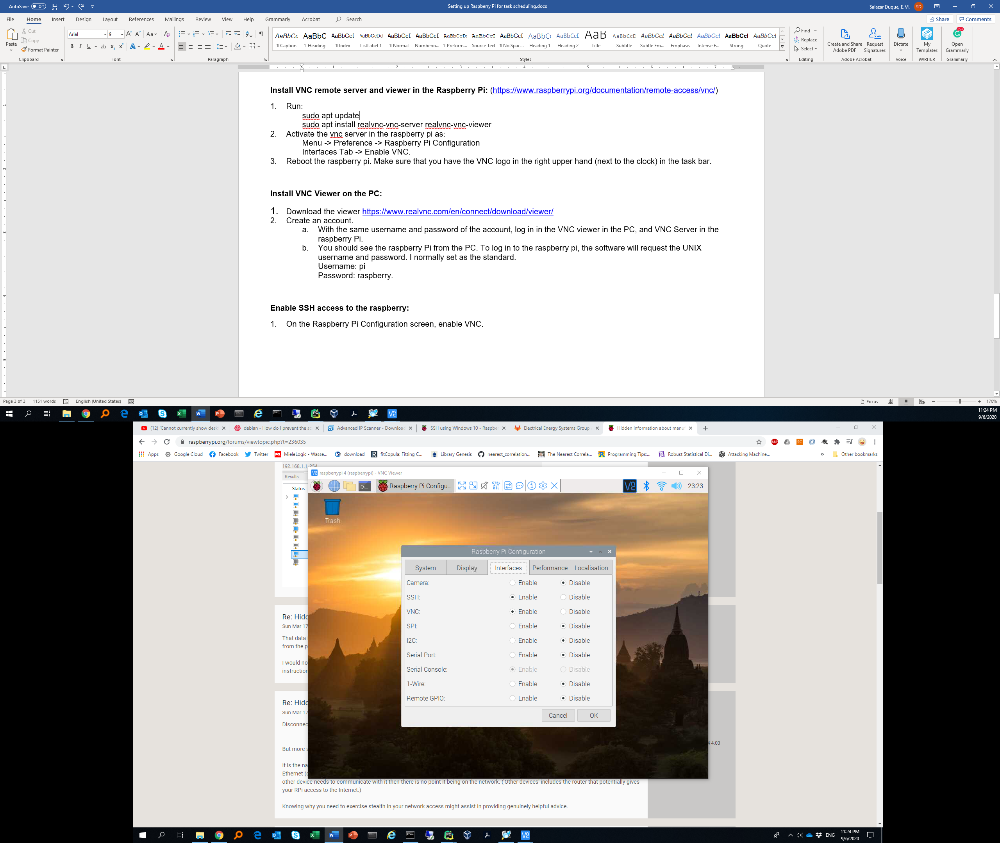 AutoSave Off Setting up Raspberry Pi for task scheduling.docx Salazar Duque, E.M. SD
File Home Insert Design Layout References Mailings Review View Help Grammarly Acrobat Search Share Comments
Paste Cut Copy Format Painter Clipboard
Arial 9 Font
Paragraph
AaBbCc AaBbC AaBbCcI AaBbCcDd AaBbCcI AaBbCcI AaBbCcDc AaBbCcI AaBbCcI AaBbC AaBbCcD AaB AaBbCcD AaBbCcI AaBbCcI AaBbCcI AaBbCcI AaBbCcI
¶ Caption ¶ Heading ¶ Index ListLabel 1 ¶ Normal Numberin... ¶ Preform... Source Text ¶ No Spac... Heading 1 Heading 2 Title Subtitle Subtle Em... Emphasis Intense E... Strong Quote
Styles
Find Replace Select Editing
Create and Share Adobe PDF Request Signatures Adobe Acrobat
Dictate Voice
My Templates iWRITER
Open Grammarly Grammarly
Install VNC remote server and viewer in the Raspberry Pi: (https://www.raspberrypi.org/documentation/remote-access/vnc/)
1. Run:
sudo apt update
sudo apt install realvnc-vnc-server realvnc-vnc-viewer
2. Activate the vnc server in the raspberry pi as:
Menu -> Preference -> Raspberry Pi Configuration
Interfaces Tab -> Enable VNC.
3. Reboot the raspberry pi. Make sure that you have the VNC logo in the right upper hand (next to the clock) in the task bar.
Install VNC Viewer on the PC:
1. Download the viewer https://www.realvnc.com/en/connect/download/viewer/
2. Create an account.
a. With the same username and password of the account, log in in the VNC viewer in the PC, and VNC Server in the
raspberry Pi.
b. You should see the raspberry Pi from the PC. To log in to the raspberry pi, the software will request the UNIX
username and password. I normally set as the standard.
Username: pi
Password: raspberry.
Enable SSH access to the raspberry:
1. On the Raspberry Pi Configuration screen, enable VNC.
Page 3 of 3 1151 words English (United States) Focus 170%
11:24 PM
9/6/2020
(12) 'Cannot currently show desk debian - How do I prevent the sc Advanced IP Scanner - Download SSH using Windows 10 - Raspbe Electrical Energy Systems Group Hidden information about manu
raspberrypi.org/forums/viewtopic.php?t=236035
Apps Google Cloud Facebook Twitter MieleLogic - Wasse... download fitCopula: Fitting C... Library Genesis nearest_correlation... The Nearest Correla... Programming Tips:... Robust Statistical Di... Attacking Machine... » Other bookmarks
192.168.1.1-254
Results
Status
raspberrypi 4 (raspberrypi) - VNC Viewer
Raspberry Pi Configu... CTRL ALT DEL 23:23
Trash
Raspberry Pi Configuration
System Display Interfaces Performance Localisation
Camera: Enable Disable
SSH: Enable Disable
VNC: Enable Disable
SPI: Enable Disable
I2C: Enable Disable
Serial Port: Enable Disable
Serial Console: Enable Disable
1-Wire: Enable Disable
Remote GPIO: Enable Disable
Cancel OK
Re: Hidd
Sun Mar 17
That data
from the p
I would no
instruction
Re: Hidd
Sun Mar 17
Disconnec
4:03
But more s
It is the na
Ethernet (
other device needs to communicate with it then there is no point it being on the network. ('Other devices' includes the router that potentially gives
your RPi access to the Internet.)
Knowing why you need to exercise stealth in your network access might assist in providing genuinely helpful advice.
ENG 11:24 PM
9/6/2020